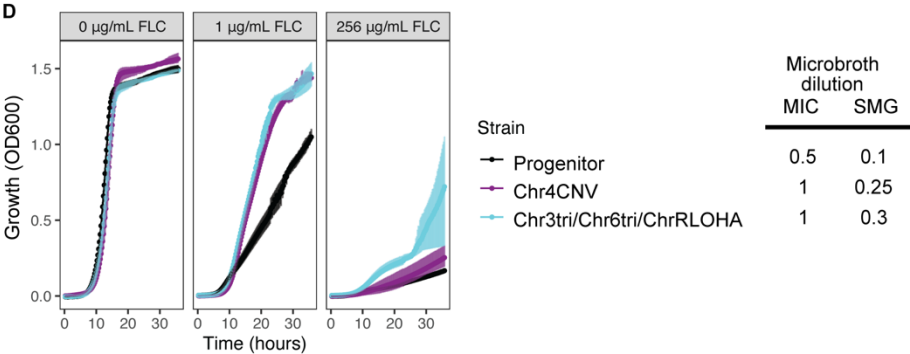 D
0 µg/mL FLC
1 µg/mL FLC
256 µg/mL FLC
Growth (OD600)
1.5
1.0
0.5
0.0
0 10 20 30
0 10 20 30
0 10 20 30
Time (hours)
Microbroth
dilution
MIC SMG
Strain
Progenitor 0.5 0.1
Chr4CNV 1 0.25
Chr3tri/Chr6tri/ChrRLOHA 1 0.3